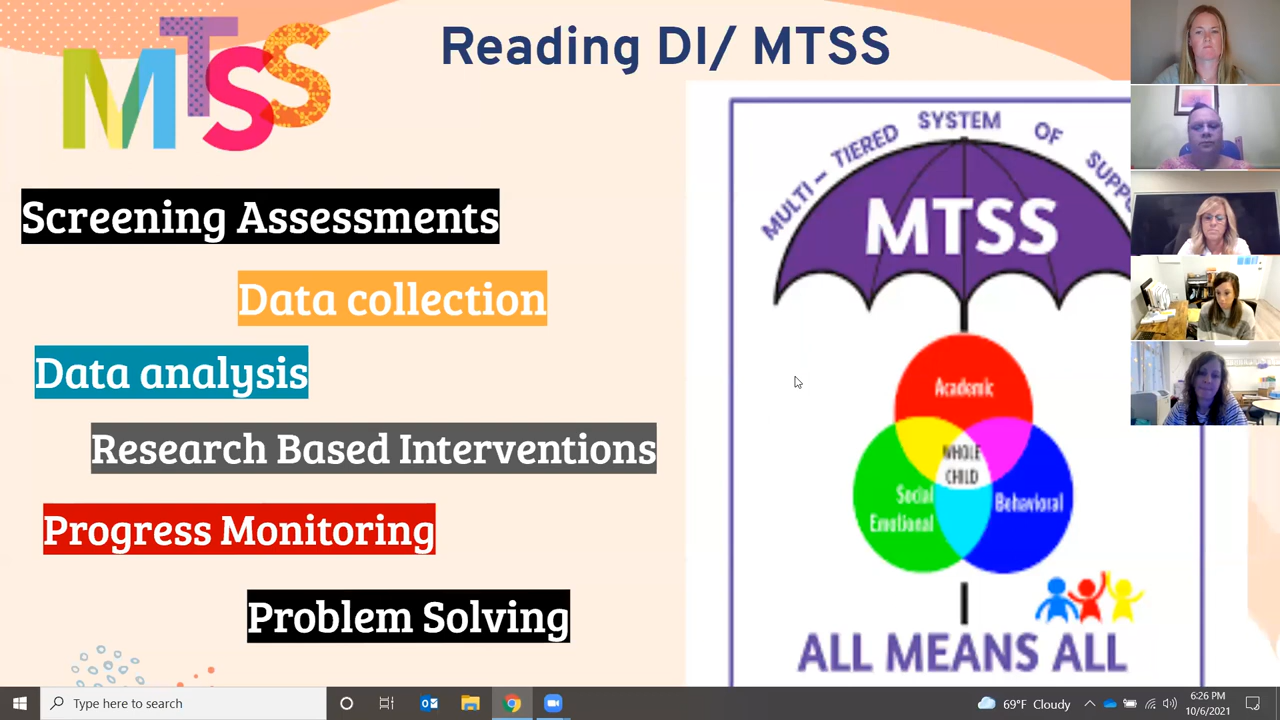 MTSS
Reading DI/ MTSS
Screening Assessments
Data collection
Data analysis
Research Based Interventions
Progress Monitoring
Problem Solving
MULTI - TIERED SYSTEM OF SUPPO
MTSS
Academic
WHOLE
CHILD
Social
Emotional
Behavioral
ALL MEANS ALL
Type here to search
69°F Cloudy
6:26 PM
10/6/2021